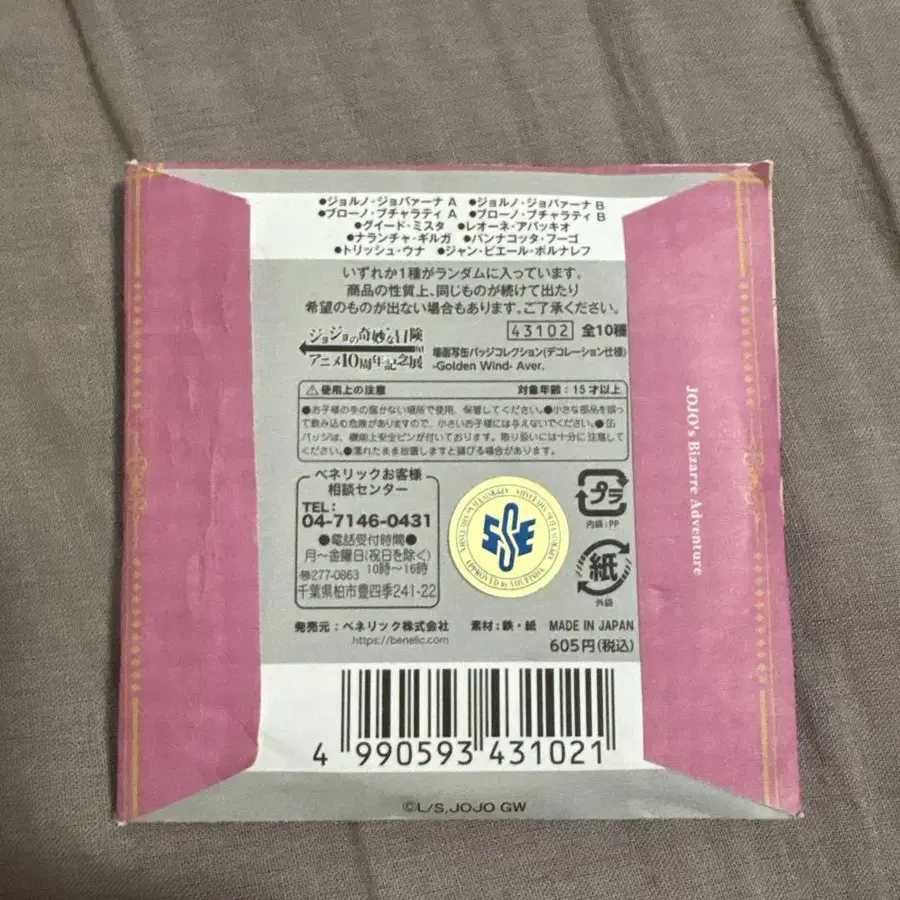 ●ジョルノ・ジョバァーナ A ●ジョルノ・ジョバァーナ B
●ブローノ・ブチャラティ A ●ブローノ・ブチャラティ B
●グイード・ミスタ ●レオーネ・アバッキオ
●ナランチャ・ギルガ ●パンナコッタ・フーゴ
●トリッシュ・ウナ ●ジャン・ピエール・ポルナレフ
いずれか1種がランダムに入っています。
商品の性質上、同じものが続けて出たり
希望のものが出ない場合もあります。ご了承ください。
ジョジョの奇妙な冒険
アニメ10周年記念展
43102 全10種
場面写缶バッジコレクション(デコレーション仕様)
-Golden Wind- Aver.
⚠使用上の注意 対象年齢:15才以上
●お子様の手の届かない場所で使用、保管してください。●小さな部品を誤っ
て飲み込む危険がありますので、小さいお子様には与えないでください。●缶
バッジは、機能上安全ピンが付いております。取り扱いには十分に注意して
ください。●濡れたまま放置しますと錆びる場合があります。
ベネリックお客様
相談センター
TEL:
04-7146-0431
●電話受付時間●
月〜金曜日(祝日を除く)
10時〜16時
〠277-0863
千葉県柏市豊四季241-22
SSE
APPROVED by SHUEISHA
プラ
内袋:PP
紙
外袋
発売元:ベネリック株式会社
https://benelic.com
素材:鉄・紙 MADE IN JAPAN
605円(税込)
4 990593 431021
©L/S,JOJO GW
JOJO's Bizarre Adventure